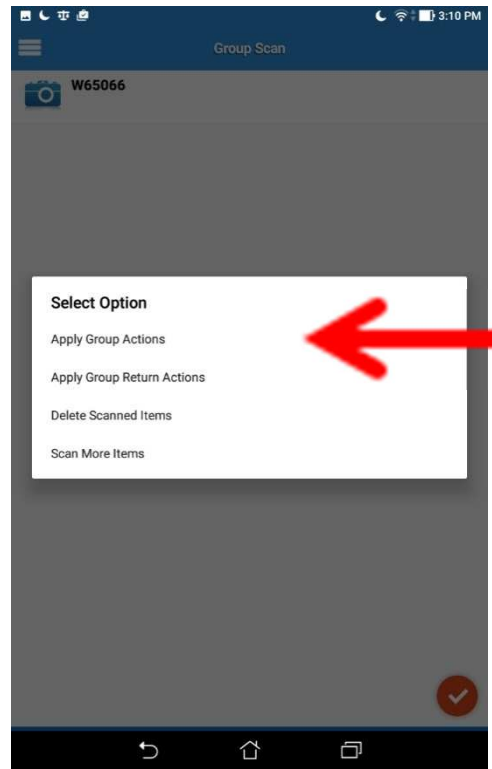 3:10 PM
Group Scan
W65066
Select Option
Apply Group Actions
Apply Group Return Actions
Delete Scanned Items
Scan More Items